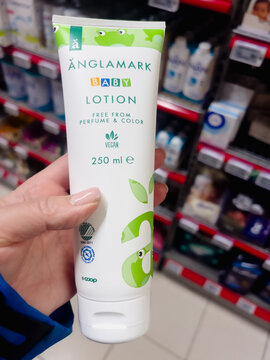 ÄNGLAMARK
BABY
LOTION
FREE FROM
PERFUME & COLOR
VEGAN
250 ml e
coop